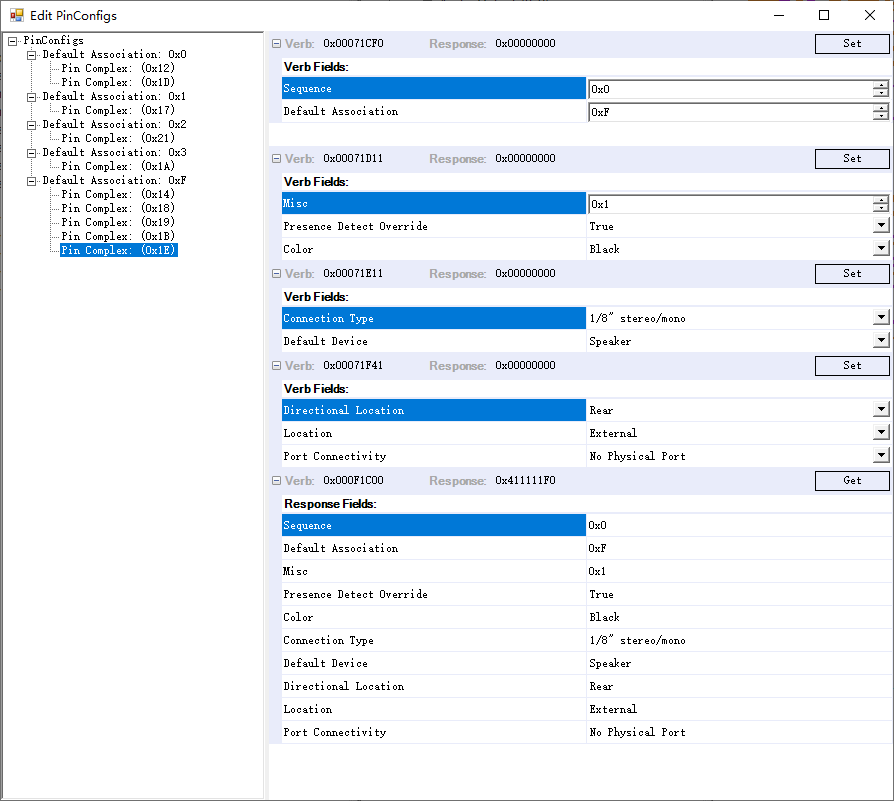 Edit PinConfigs
PinConfigs
Default Association: 0x0
Pin Complex: (0x12)
Pin Complex: (0x1D)
Default Association: 0x1
Pin Complex: (0x17)
Default Association: 0x2
Pin Complex: (0x21)
Default Association: 0x3
Pin Complex: (0x1A)
Default Association: 0xF
Pin Complex: (0x14)
Pin Complex: (0x18)
Pin Complex: (0x19)
Pin Complex: (0x1B)
Pin Complex: (0x1E)
Verb: 0x00071CF0 Response: 0x00000000 Set
Verb Fields:
Sequence 0x0
Default Association 0xF
Verb: 0x00071D11 Response: 0x00000000 Set
Verb Fields:
Misc 0x1
Presence Detect Override True
Color Black
Verb: 0x00071E11 Response: 0x00000000 Set
Verb Fields:
Connection Type 1/8" stereo/mono
Default Device Speaker
Verb: 0x00071F41 Response: 0x00000000 Set
Verb Fields:
Directional Location Rear
Location External
Port Connectivity No Physical Port
Verb: 0x000F1C00 Response: 0x411111F0 Get
Response Fields:
Sequence 0x0
Default Association 0xF
Misc 0x1
Presence Detect Override True
Color Black
Connection Type 1/8" stereo/mono
Default Device Speaker
Directional Location Rear
Location External
Port Connectivity No Physical Port